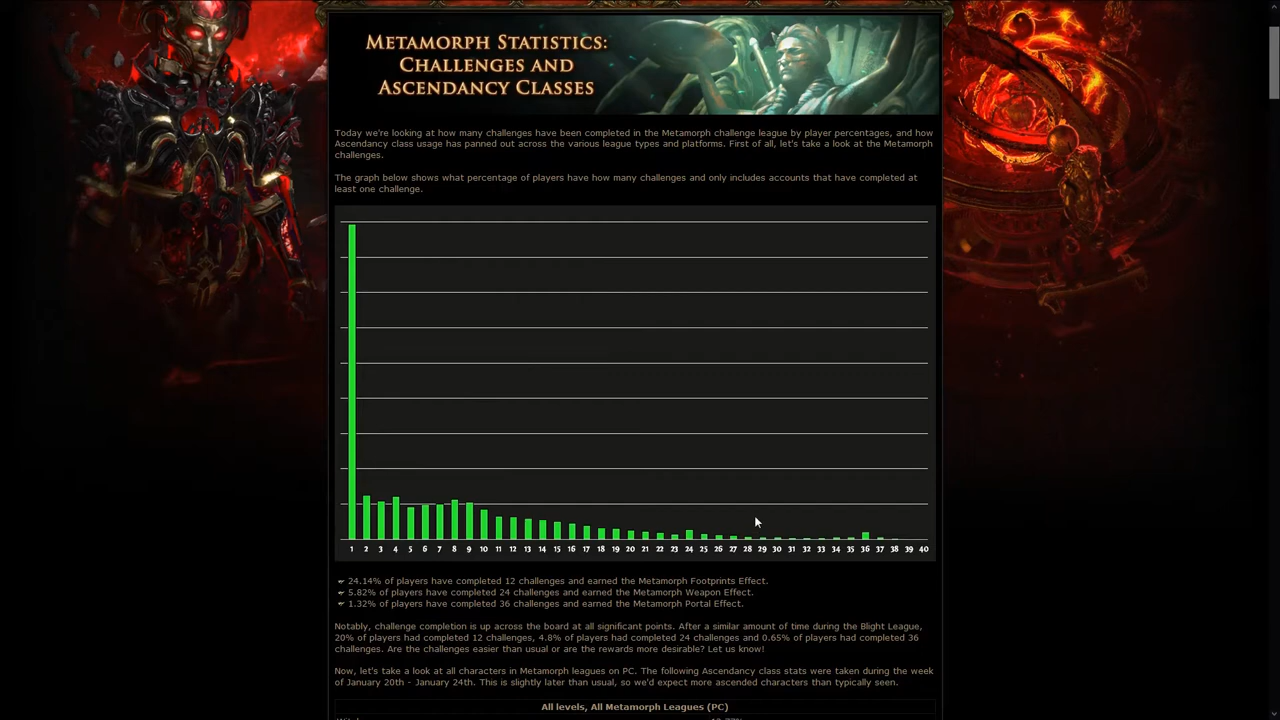 METAMORPH STATISTICS:
CHALLENGES AND
ASCENDANCY CLASSES
Today we're looking at how many challenges have been completed in the Metamorph challenge league by player percentages, and how
Ascendancy class usage has panned out across the various league types and platforms. First of all, let's take a look at the Metamorph
challenges.
The graph below shows what percentage of players have how many challenges and only includes accounts that have completed at
least one challenge.
1 2 3 4 5 6 7 8 9 10 11 12 13 14 15 16 17 18 19 20 21 22 23 24 25 26 27 28 29 30 31 32 33 34 35 36 37 38 39 40
24.14% of players have completed 12 challenges and earned the Metamorph Footprints Effect.
5.82% of players have completed 24 challenges and earned the Metamorph Weapon Effect.
1.32% of players have completed 36 challenges and earned the Metamorph Portal Effect.
Notably, challenge completion is up across the board at all significant points. After a similar amount of time during the Blight League,
20% of players had completed 12 challenges, 4.8% of players had completed 24 challenges and 0.65% of players had completed 36
challenges. Are the challenges easier than usual or are the rewards more desirable? Let us know!
Now, let's take a look at all characters in Metamorph leagues on PC. The following Ascendancy class stats were taken during the week
of January 20th - January 24th. This is slightly later than usual, so we'd expect more ascended characters than typically seen.
All levels, All Metamorph Leagues (PC)